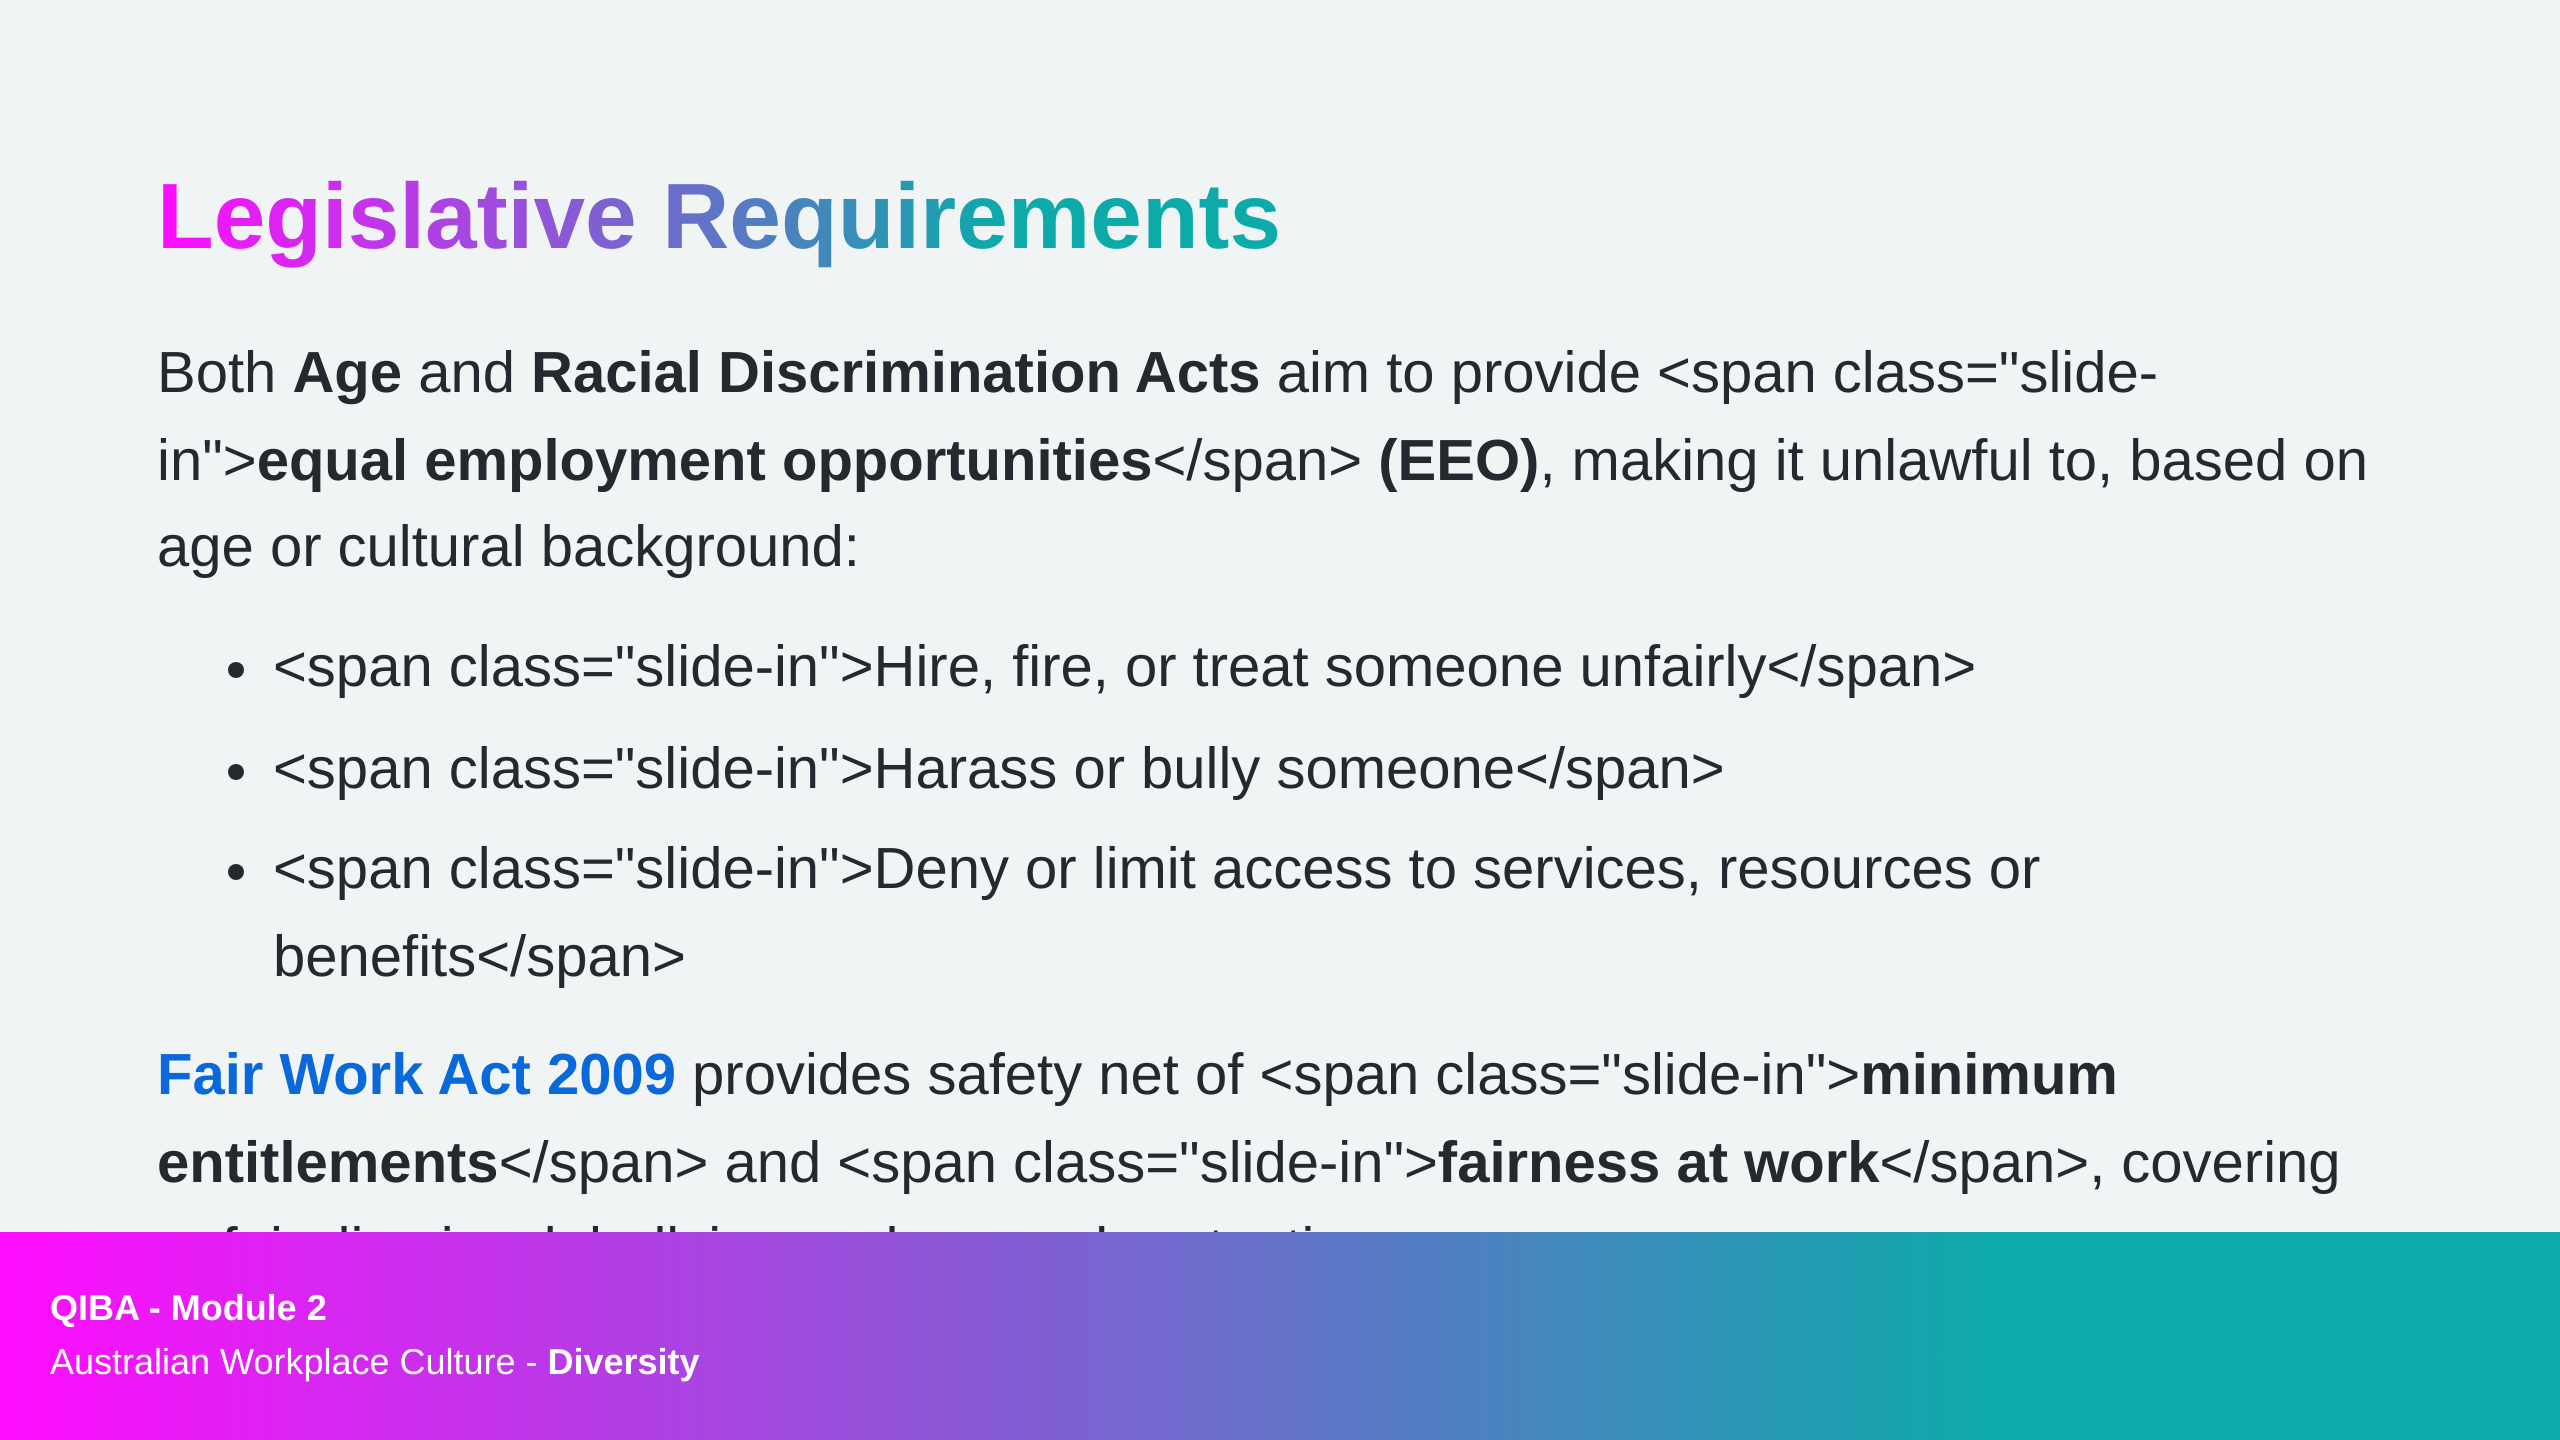 Legislative Requirements
Both Age and Racial Discrimination Acts aim to provide <span class="slide-
in">equal employment opportunities</span> (EEO), making it unlawful to, based on
age or cultural background:
• <span class="slide-in">Hire, fire, or treat someone unfairly</span>
• <span class="slide-in">Harass or bully someone</span>
• <span class="slide-in">Deny or limit access to services, resources or
benefits</span>
Fair Work Act 2009 provides safety net of <span class="slide-in">minimum
entitlements</span> and <span class="slide-in">fairness at work</span>, covering
QIBA - Module 2
Australian Workplace Culture - Diversity